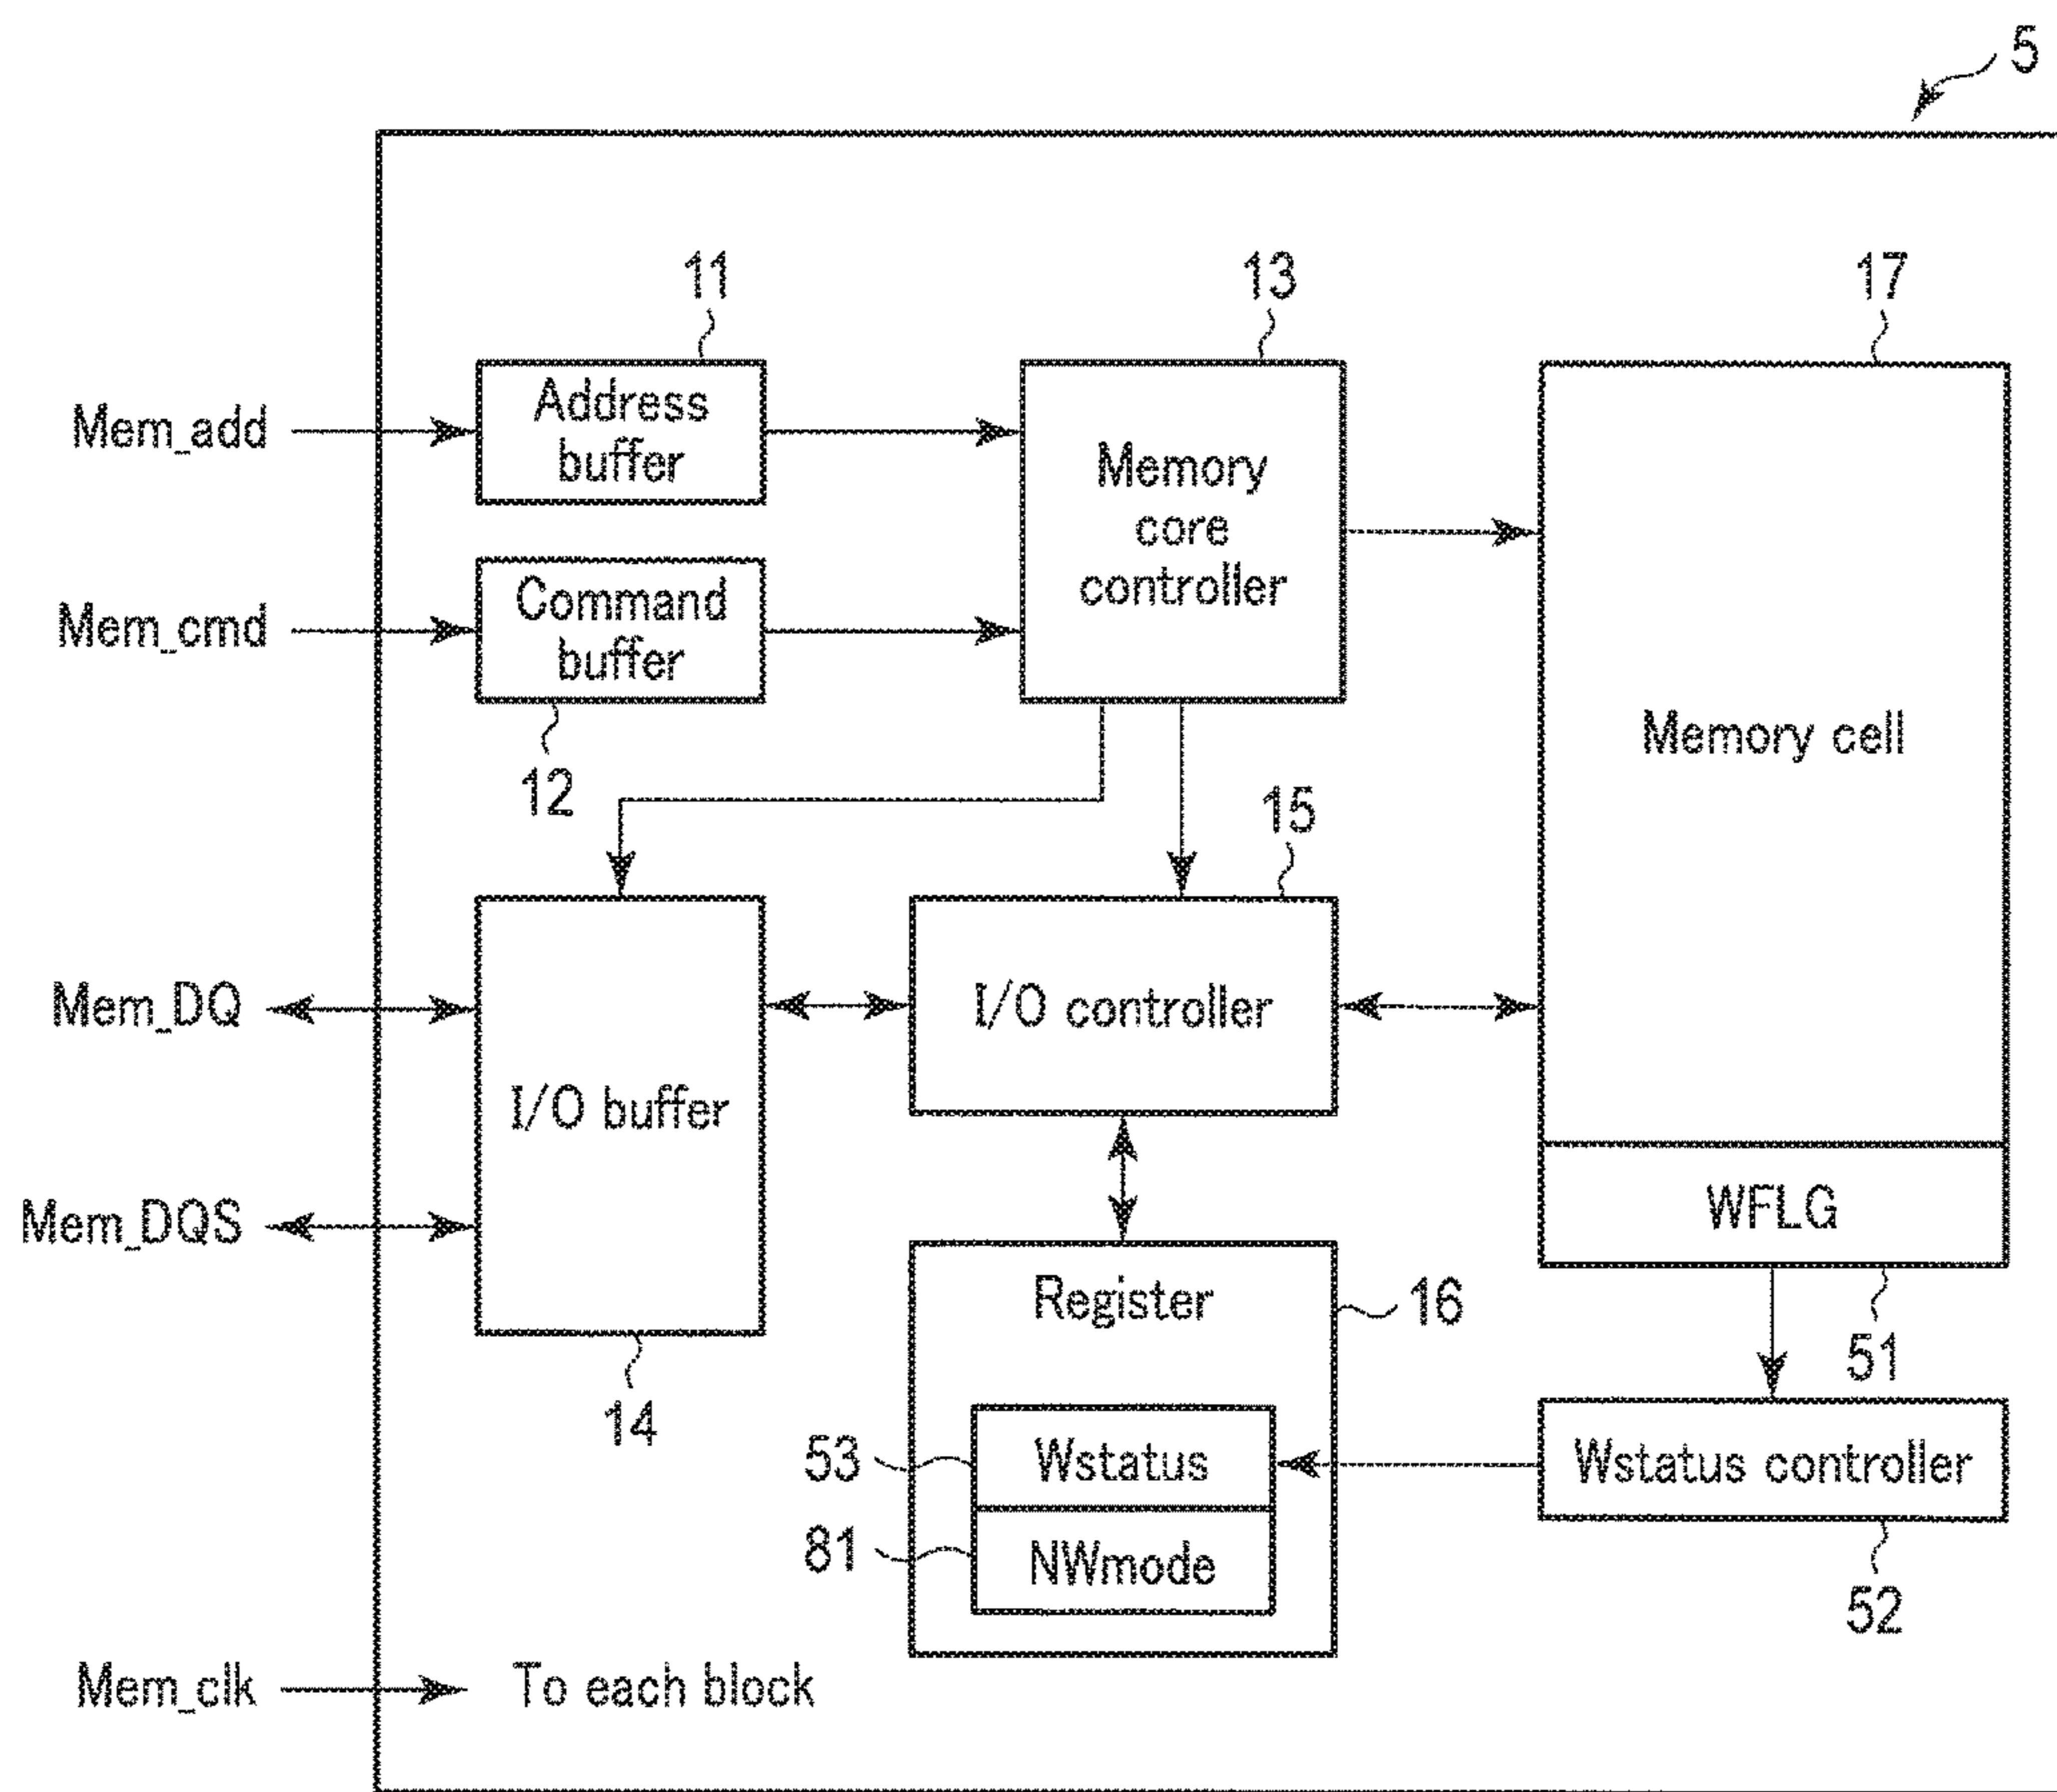 5
11
13
17
Mem_add
Address
buffer
Memory
core
controller
Mem_cmd
Command
buffer
12
Memory cell
15
Mem_DQ
I/O buffer
I/O controller
Mem_DQS
WFLG
Register
16
51
14
53
Wstatus
Wstatus controller
81
NWmode
52
Mem_clk
To each block